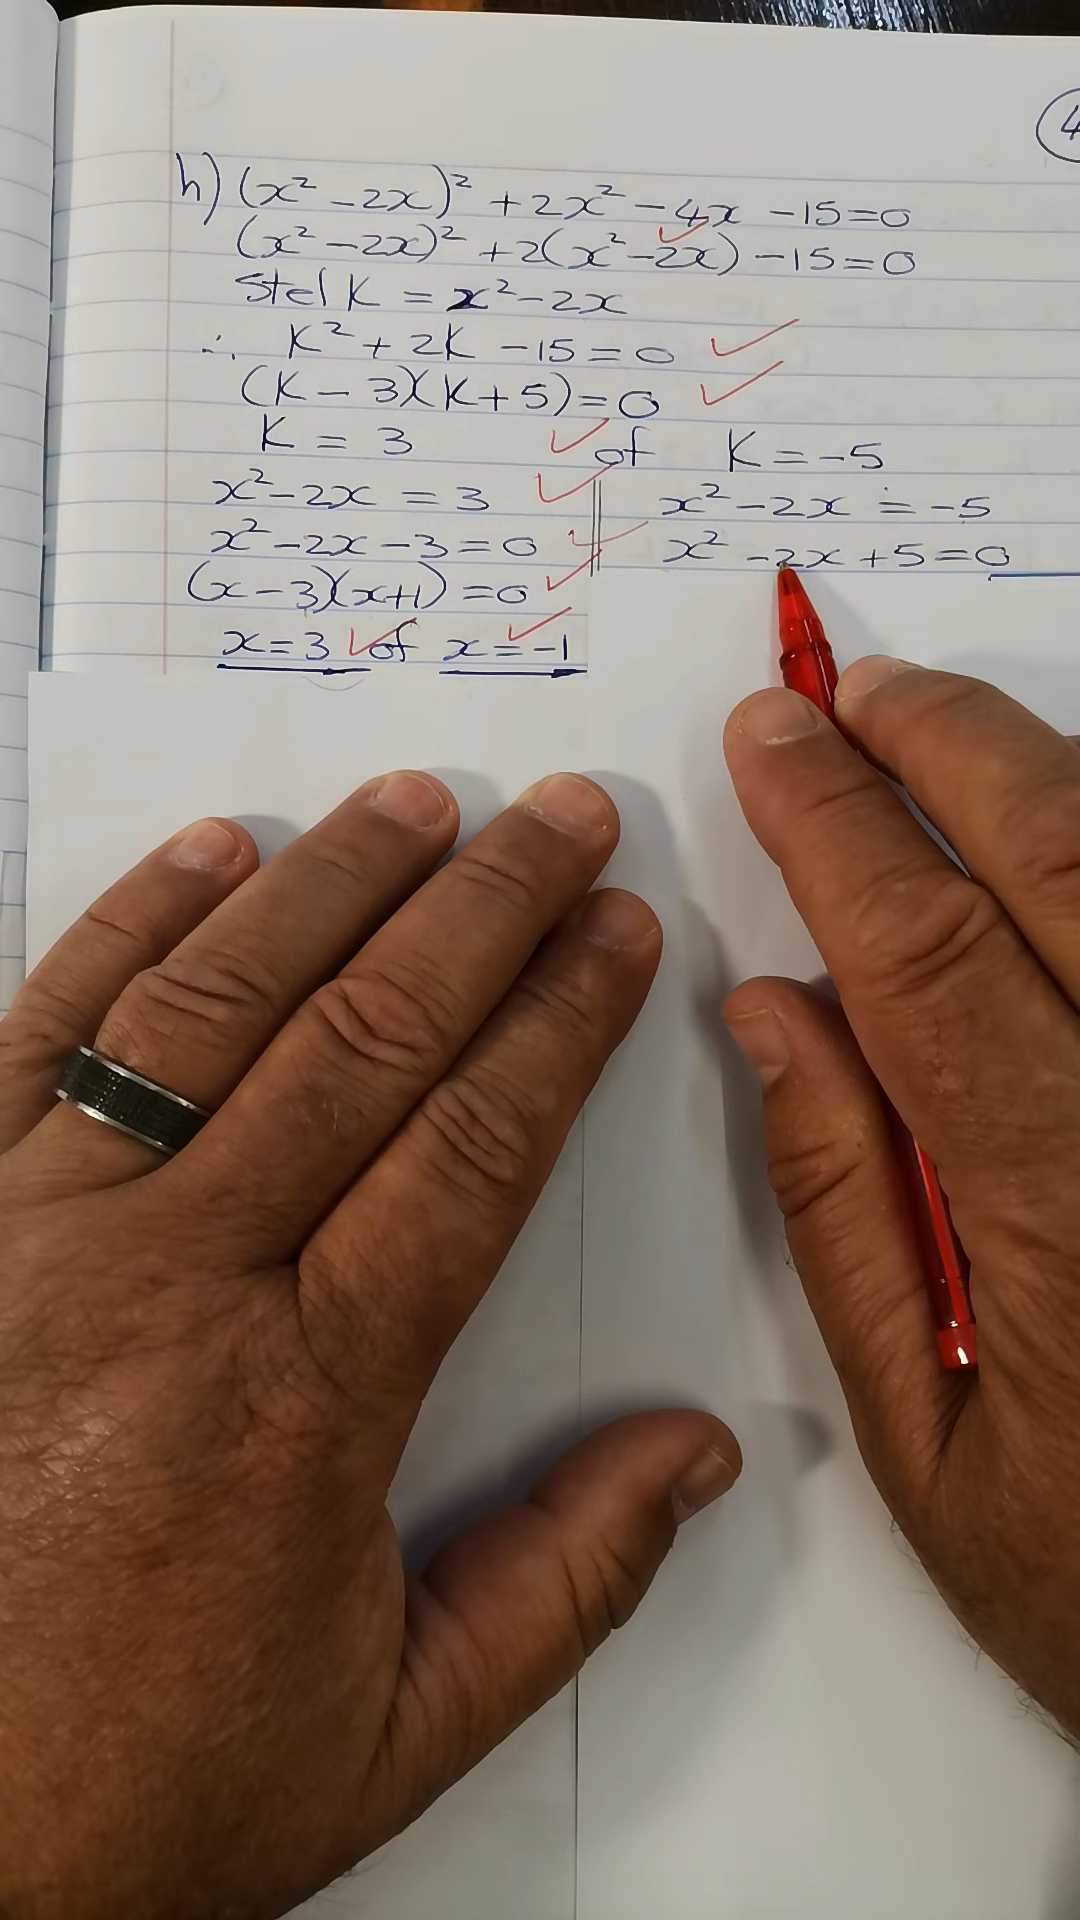 h) (x² - 2x)² + 2x² - 4x - 15 = 0
(x² - 2x)² + 2(x² - 2x) - 15 = 0
Stel K = x² - 2x
∴ K² + 2K - 15 = 0
(K - 3)(K + 5) = 0
K = 3 of K = -5
x² - 2x = 3 x² - 2x = -5
x² - 2x - 3 = 0 x² - 2x + 5 = 0
(x - 3)(x + 1) = 0
x = 3 of x = -1